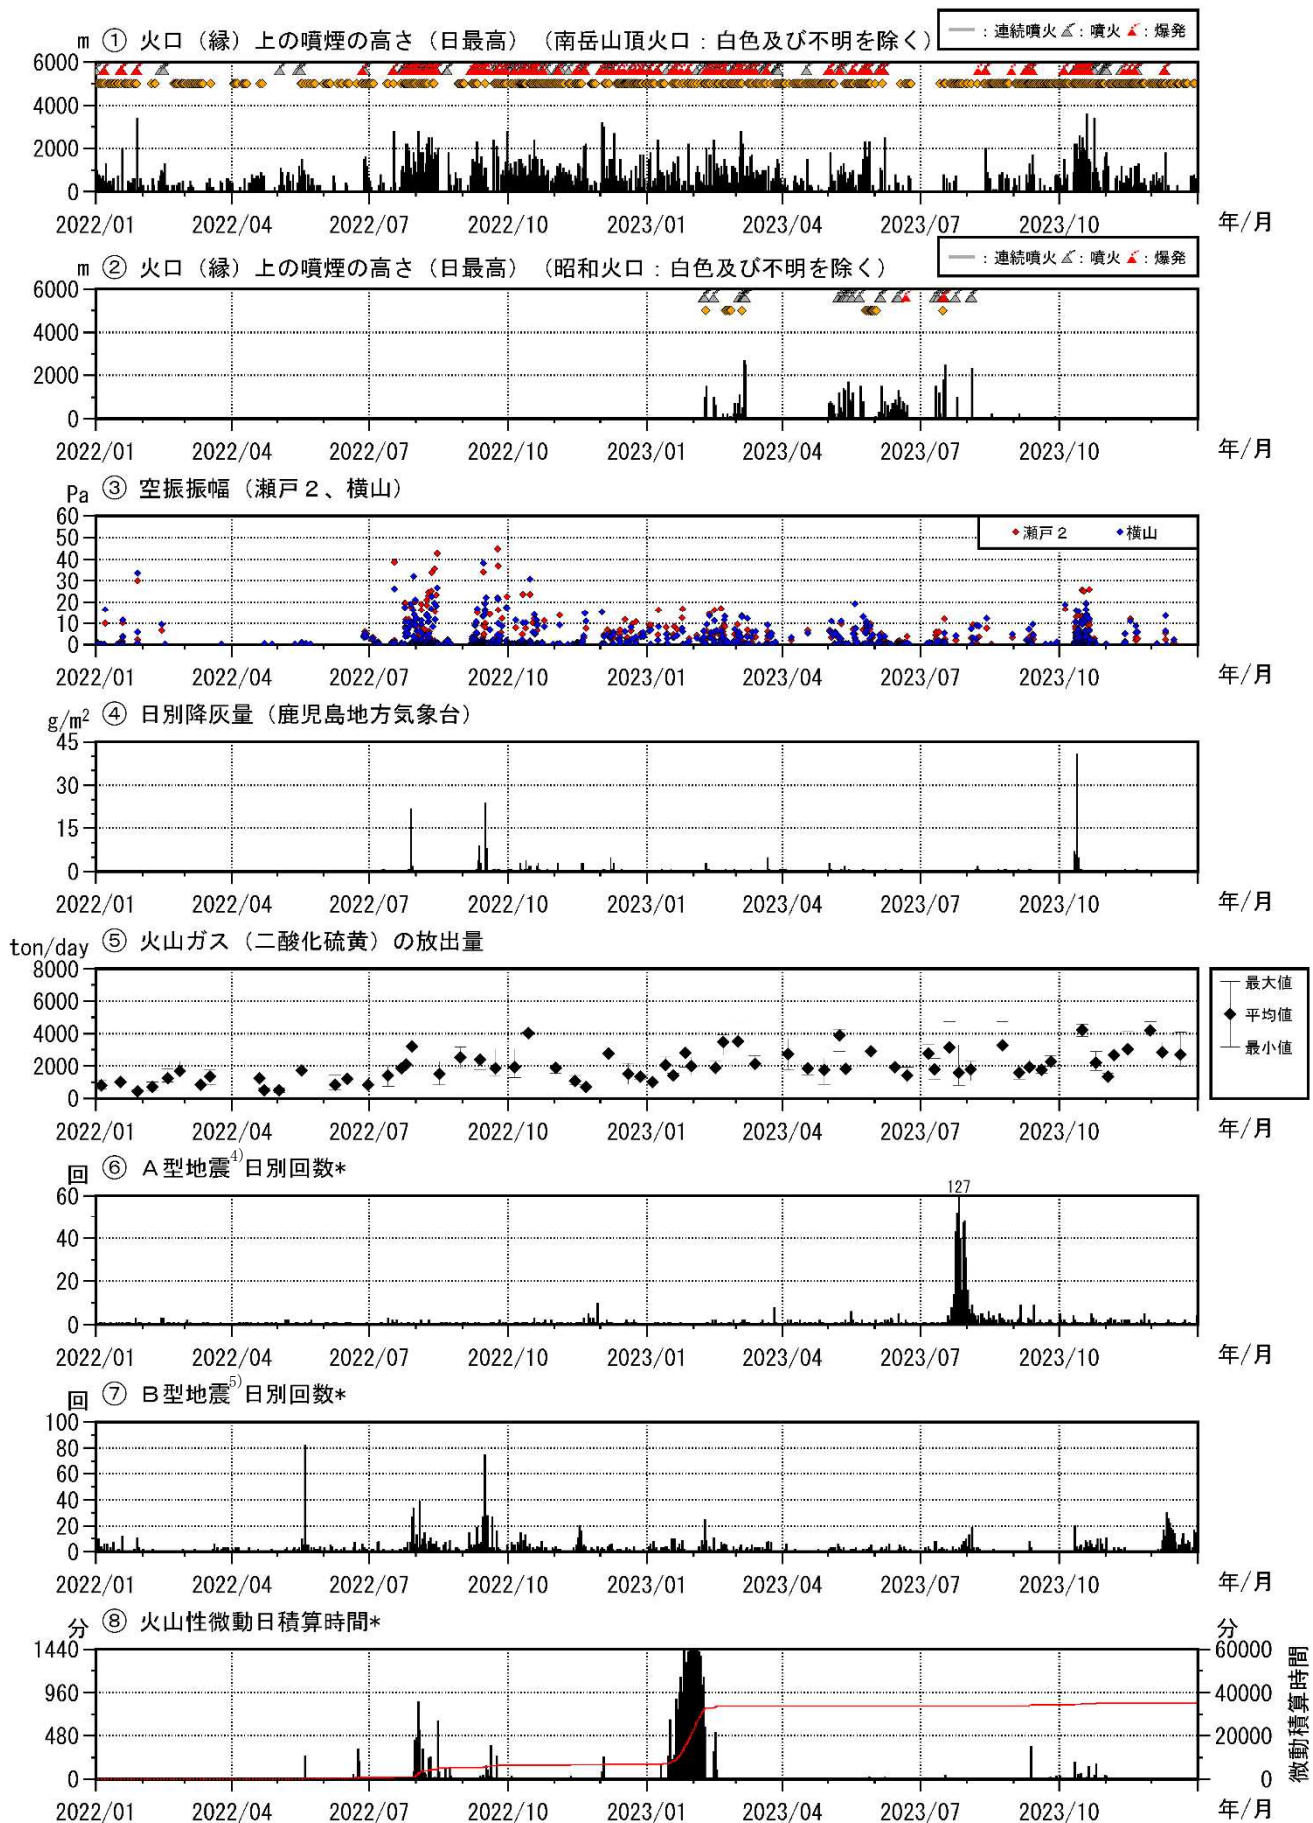 m ① 火口（縁）上の噴煙の高さ（日最高）（南岳山頂火口：白色及び不明を除く）
：連続噴火 ：噴火 ：爆発
6000
4000
2000
0
2022/01 2022/04 2022/07 2022/10 2023/01 2023/04 2023/07 2023/10 年/月
m ② 火口（縁）上の噴煙の高さ（日最高）（昭和火口：白色及び不明を除く）
：連続噴火 ：噴火 ：爆発
6000
4000
2000
0
2022/01 2022/04 2022/07 2022/10 2023/01 2023/04 2023/07 2023/10 年/月
Pa ③ 空振振幅（瀬戸２、横山）
瀬戸２ 横山
60
50
40
30
20
10
0
2022/01 2022/04 2022/07 2022/10 2023/01 2023/04 2023/07 2023/10 年/月
g/m² ④ 日別降灰量（鹿児島地方気象台）
45
30
15
0
2022/01 2022/04 2022/07 2022/10 2023/01 2023/04 2023/07 2023/10 年/月
ton/day ⑤ 火山ガス（二酸化硫黄）の放出量
8000
6000
4000
2000
0
最大値
平均値
最小値
2022/01 2022/04 2022/07 2022/10 2023/01 2023/04 2023/07 2023/10 年/月
回 ⑥ Ａ型地震4)日別回数*
127
60
40
20
0
2022/01 2022/04 2022/07 2022/10 2023/01 2023/04 2023/07 2023/10 年/月
回 ⑦ Ｂ型地震5)日別回数*
100
80
60
40
20
0
2022/01 2022/04 2022/07 2022/10 2023/01 2023/04 2023/07 2023/10 年/月
分 ⑧ 火山性微動日積算時間* 分
1440 60000
960 40000
480 20000
0 0
微動積算時間
2022/01 2022/04 2022/07 2022/10 2023/01 2023/04 2023/07 2023/10 年/月